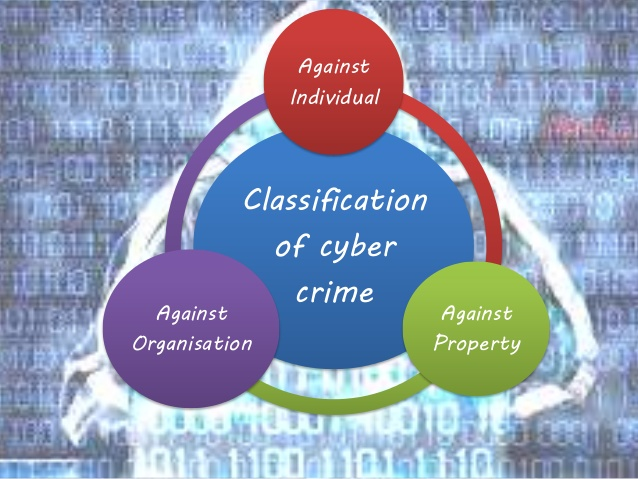 Against
Individual
Classification
of cyber
crime
Against
Organisation
Against
Property